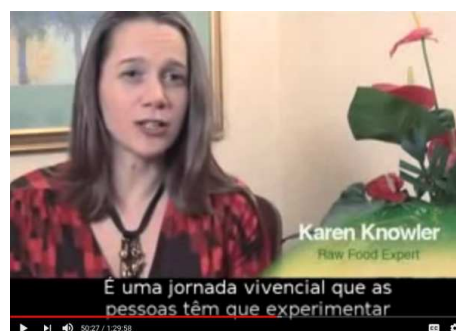 Karen Knowler
Raw Food Expert
É uma jornada vivencial que as
pessoas têm que experimentar
50:27 / 1:29:58
CC